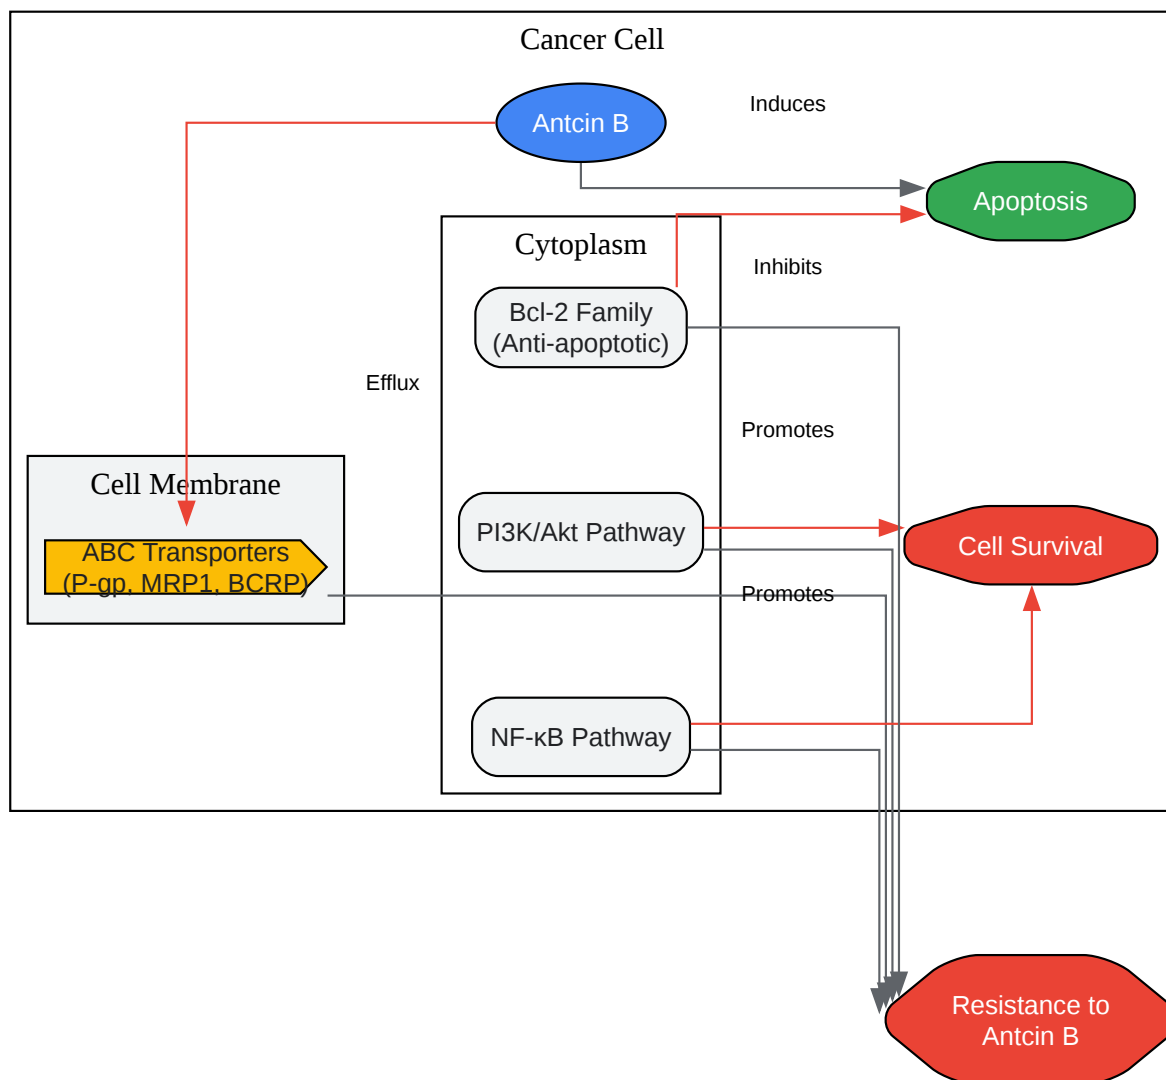 Cancer Cell
Antcin B
Induces
Apoptosis
Cytoplasm
Inhibits
Bcl-2 Family
(Anti-apoptotic)
Efflux
Promotes
Cell Membrane
PI3K/Akt Pathway
Cell Survival
ABC Transporters
(P-gp, MRP1, BCRP)
Promotes
NF-κB Pathway
Resistance to
Antcin B